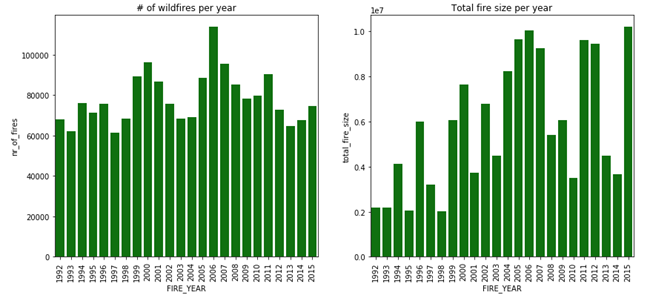 # of wildfires per year
nr_of_fires
100000
80000
60000
40000
20000
0
1992 1993 1994 1995 1996 1997 1998 1999 2000 2001 2002 2003 2004 2005 2006 2007 2008 2009 2010 2011 2012 2013 2014 2015
FIRE_YEAR
Total fire size per year
1e7
total_fire_size
1.0
0.8
0.6
0.4
0.2
0.0
1992 1993 1994 1995 1996 1997 1998 1999 2000 2001 2002 2003 2004 2005 2006 2007 2008 2009 2010 2011 2012 2013 2014 2015
FIRE_YEAR